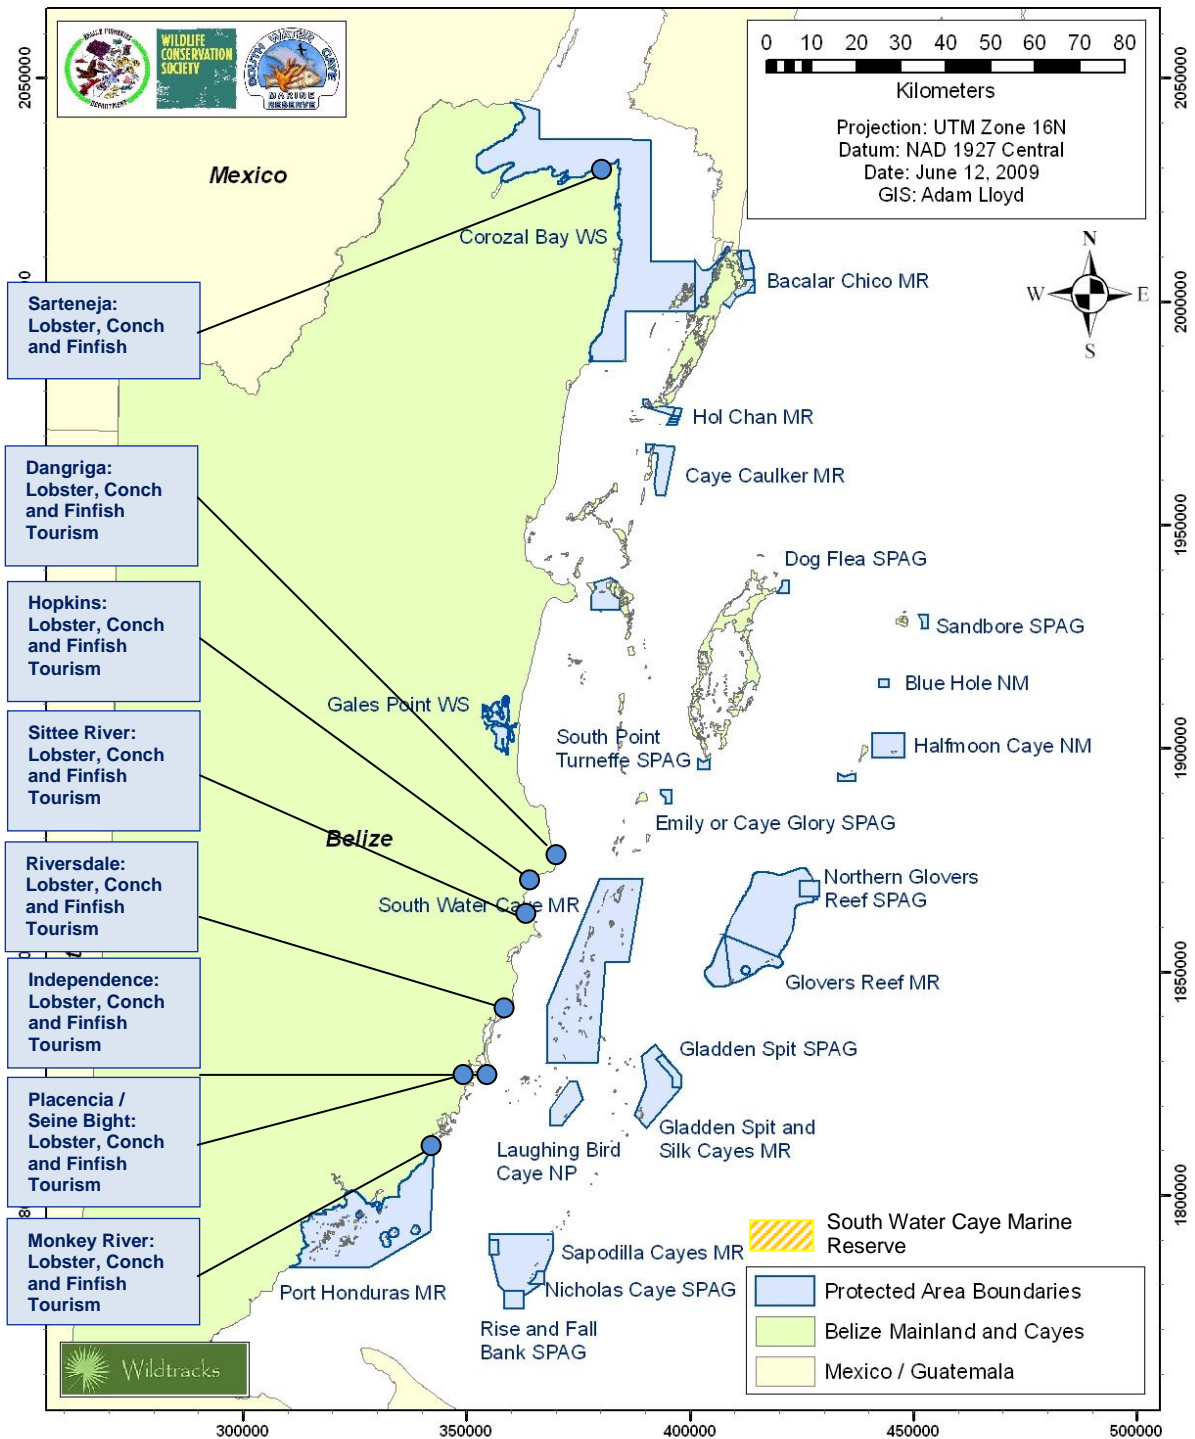 BELIZE FISHERIES
DEPARTMENT
WILDLIFE
CONSERVATION
SOCIETY
SOUTH WATER CAYE
MARINE
RESERVE
0 10 20 30 40 50 60 70 80
Kilometers
Projection: UTM Zone 16N
Datum: NAD 1927 Central
Date: June 12, 2009
GIS: Adam Lloyd
N
W E
S
Mexico
Belize
Corozal Bay WS
Bacalar Chico MR
Hol Chan MR
Caye Caulker MR
Dog Flea SPAG
Sandbore SPAG
Blue Hole NM
Halfmoon Caye NM
Gales Point WS
South Point
Turneffe SPAG
Emily or Caye Glory SPAG
South Water Caye MR
Northern Glovers
Reef SPAG
Glovers Reef MR
Gladden Spit SPAG
Gladden Spit and
Silk Cayes MR
Laughing Bird
Caye NP
Port Honduras MR
Sapodilla Cayes MR
Nicholas Caye SPAG
Rise and Fall
Bank SPAG
Sarteneja:
Lobster, Conch
and Finfish
Dangriga:
Lobster, Conch
and Finfish
Tourism
Hopkins:
Lobster, Conch
and Finfish
Tourism
Sittee River:
Lobster, Conch
and Finfish
Tourism
Riversdale:
Lobster, Conch
and Finfish
Tourism
Independence:
Lobster, Conch
and Finfish
Tourism
Placencia /
Seine Bight:
Lobster, Conch
and Finfish
Tourism
Monkey River:
Lobster, Conch
and Finfish
Tourism
South Water Caye Marine
Reserve
Protected Area Boundaries
Belize Mainland and Cayes
Mexico / Guatemala
Wildtracks
2050000
2050000
2000000
1950000
1900000
1850000
1800000
300000 350000 400000 450000 500000